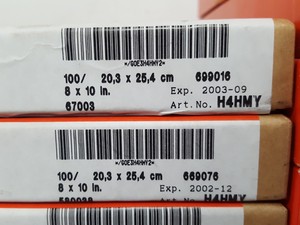 */GOE3H4HMY2*
100/ 20,3 x 25,4 cm 699016
8 x 10 in. Exp. 2003-09
67003 Art.No. H4HMY
*/GOE3H4HMY2*
100/ 20,3 x 25,4 cm 669076
8 x 10 in. Exp. 2002-12
Art.No. H4HMY